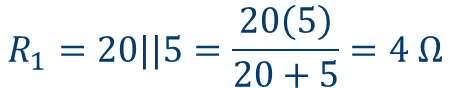 R₁ = 20||5 = 20(5) / 20 + 5 = 4 Ω